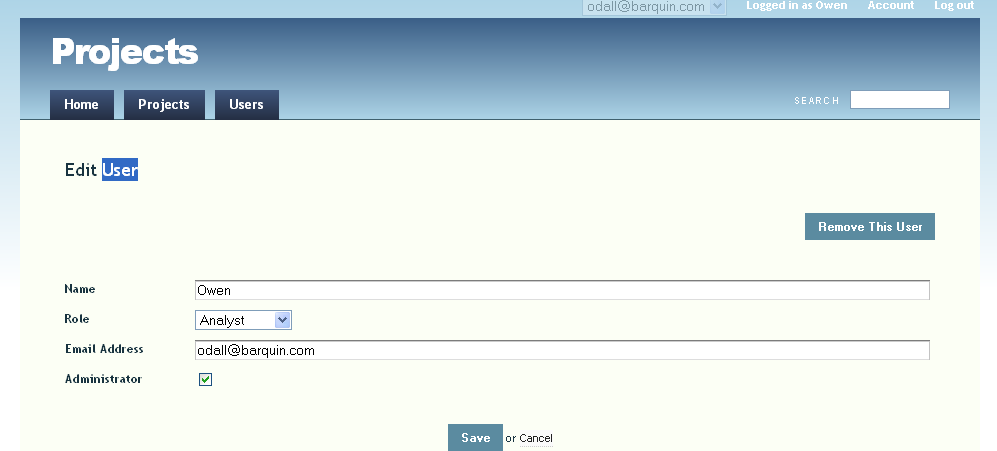 odall@barquin.com Logged in as Owen Account Log out
Projects
Home Projects Users SEARCH
Edit User
Remove This User
Name Owen
Role Analyst
Email Address odall@barquin.com
Administrator
Save or Cancel